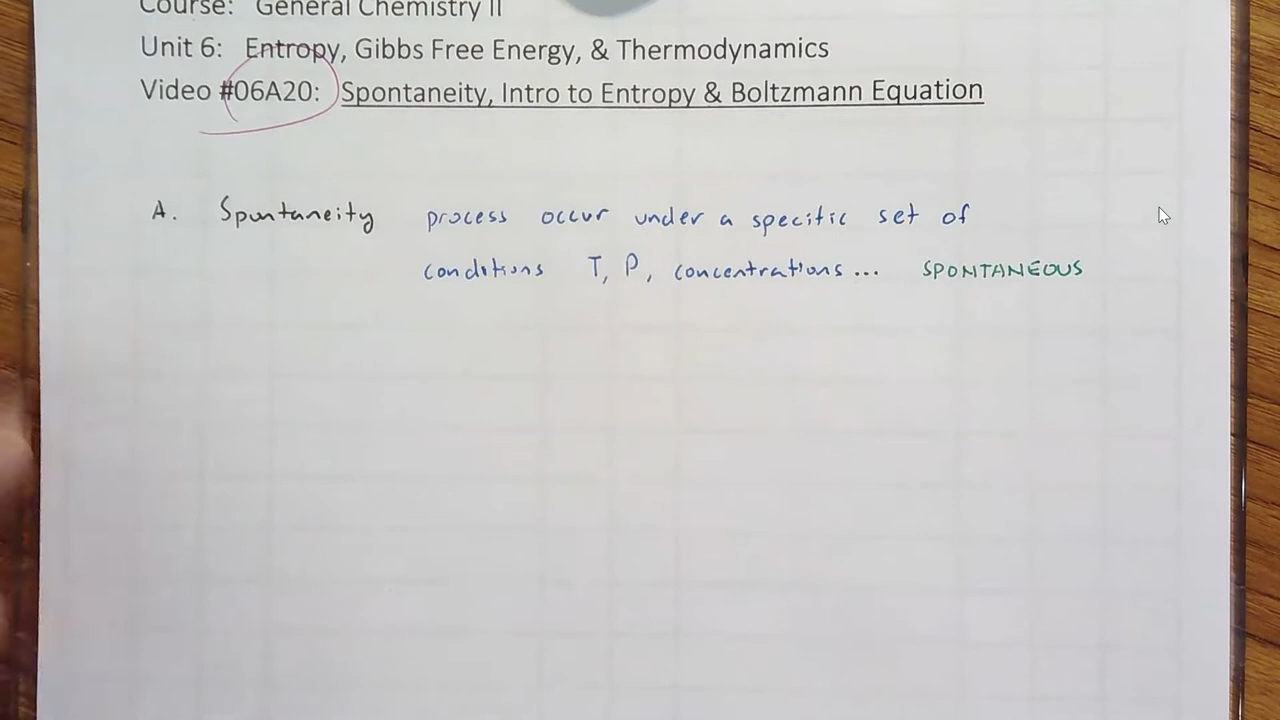 Course: General Chemistry II
Unit 6: Entropy, Gibbs Free Energy, & Thermodynamics
Video #06A20: Spontaneity, Intro to Entropy & Boltzmann Equation
A. Spontaneity process occur under a specific set of
conditions T, P, concentrations... SPONTANEOUS